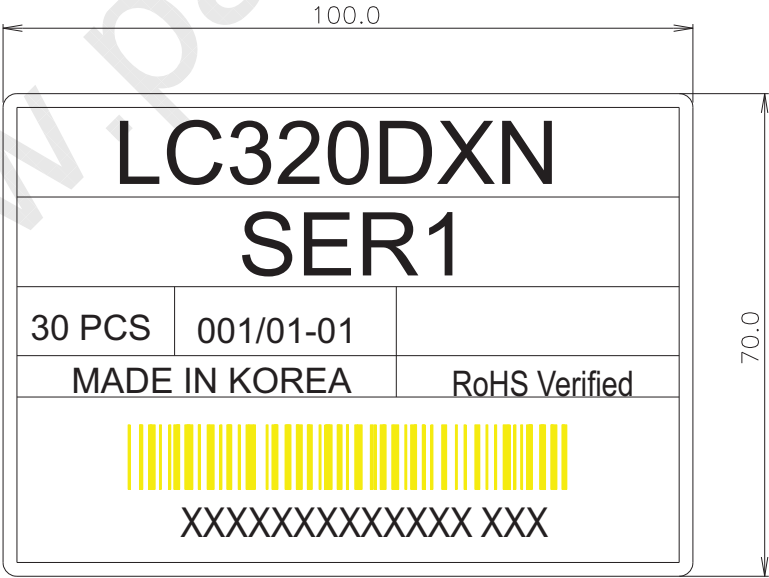 100.0
LC320DXN
SER1
30 PCS 001/01-01
70.0
MADE IN KOREA RoHS Verified
XXXXXXXXXXXXX XXX